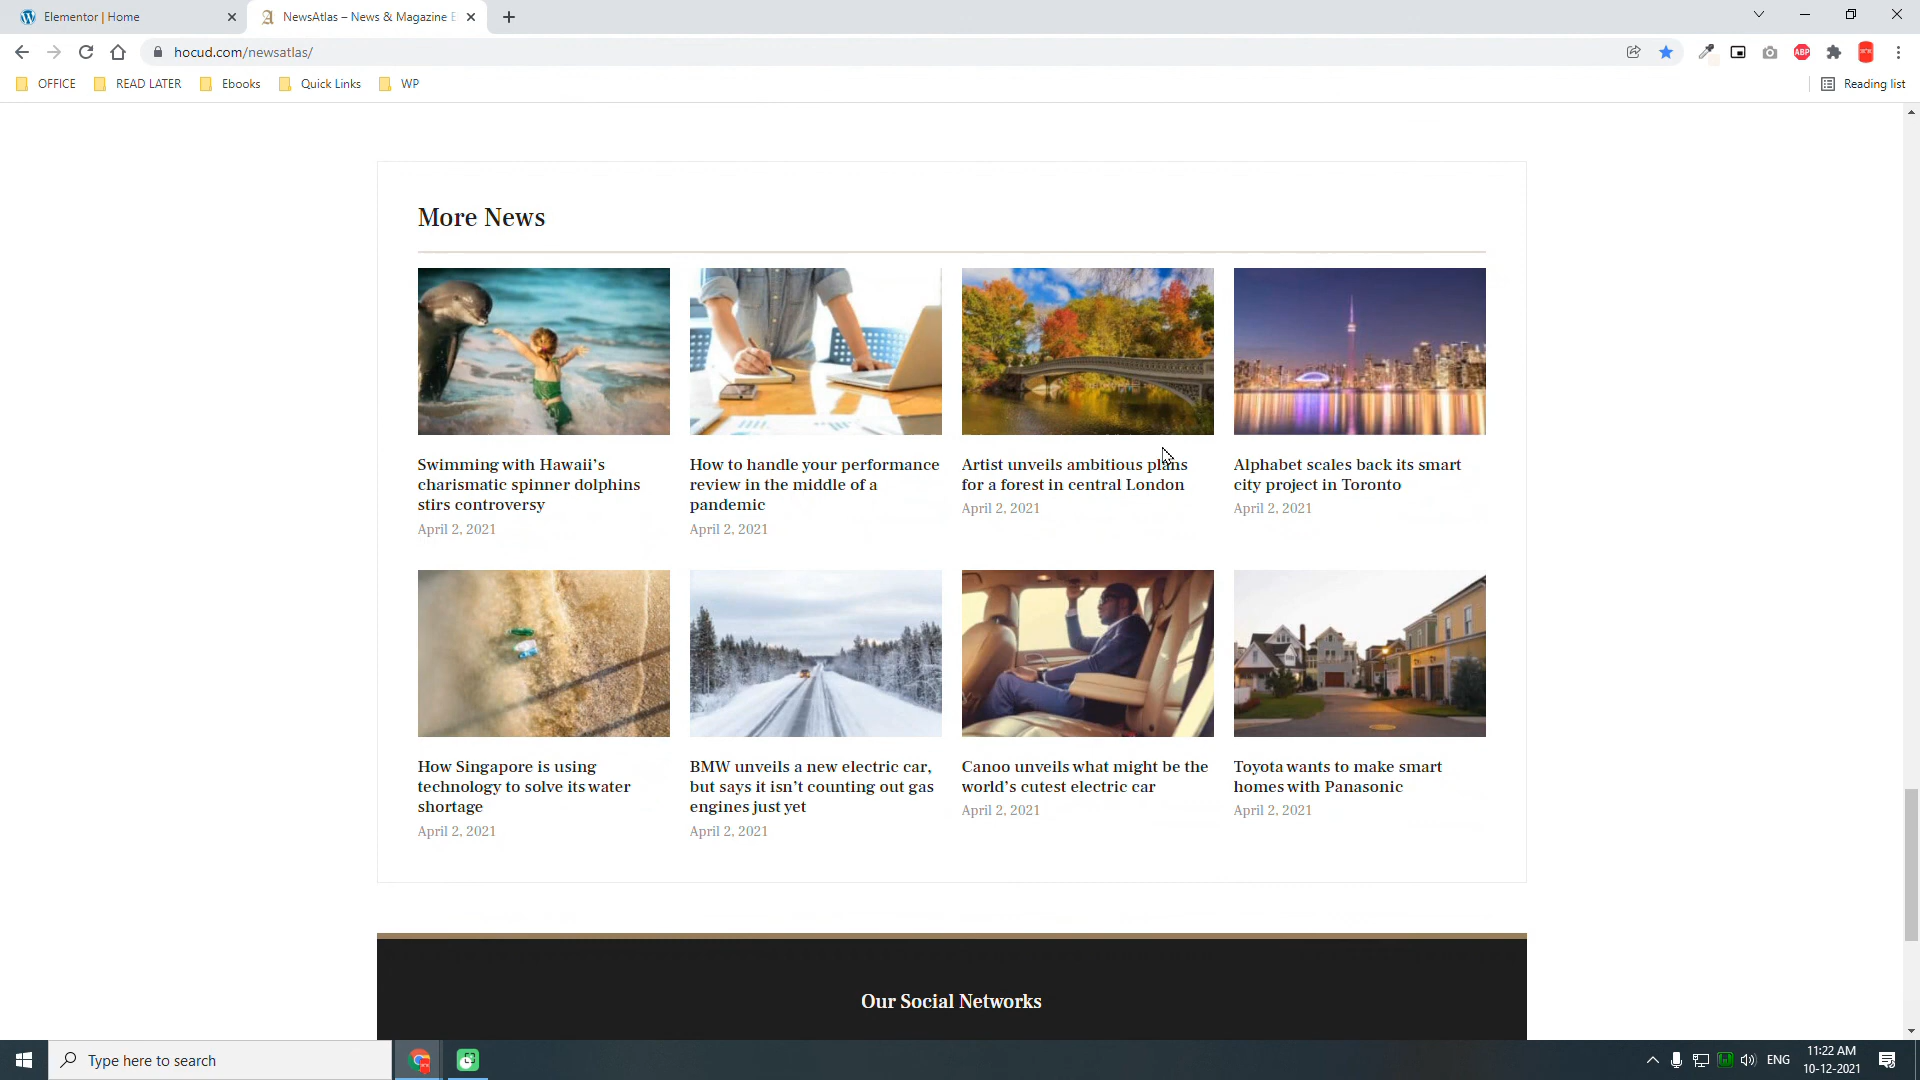 Elementor | Home
NewsAtlas – News & Magazine E
hocud.com/newsatlas/
ABP
OFFICE
READ LATER
Ebooks
Quick Links
WP
Reading list
More News
Swimming with Hawaii’s
charismatic spinner dolphins
stirs controversy
April 2, 2021
How to handle your performance
review in the middle of a
pandemic
April 2, 2021
Artist unveils ambitious plans
for a forest in central London
April 2, 2021
Alphabet scales back its smart
city project in Toronto
April 2, 2021
How Singapore is using
technology to solve its water
shortage
April 2, 2021
BMW unveils a new electric car,
but says it isn’t counting out gas
engines just yet
April 2, 2021
Canoo unveils what might be the
world’s cutest electric car
April 2, 2021
Toyota wants to make smart
homes with Panasonic
April 2, 2021
Our Social Networks
Type here to search
ENG
11:22 AM
10-12-2021